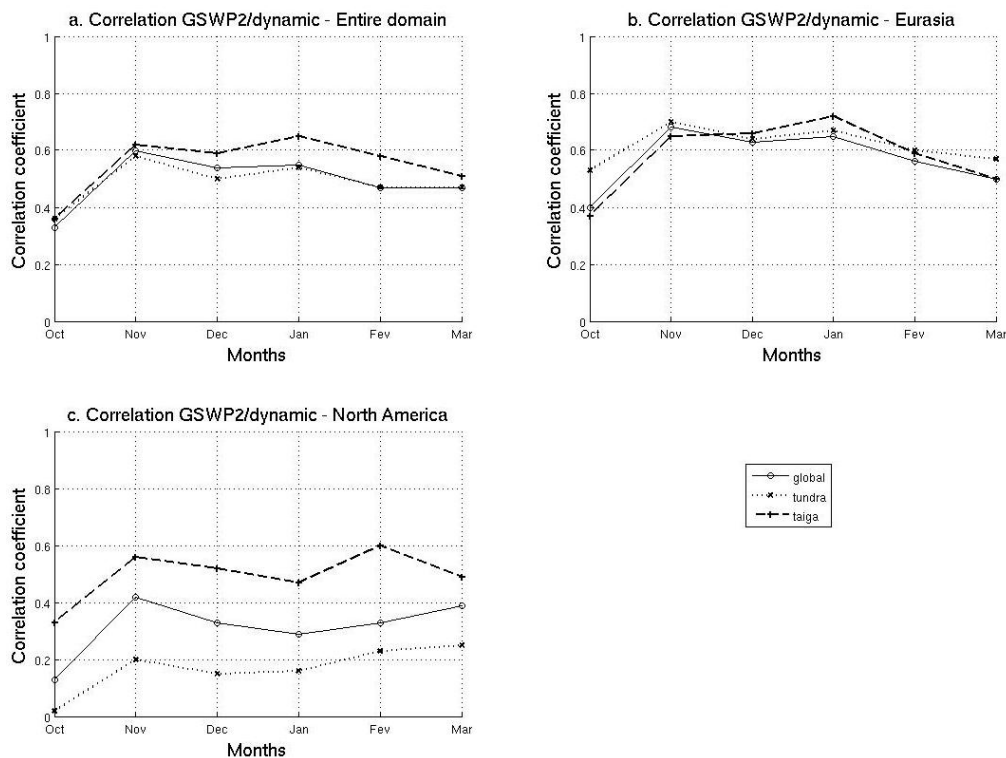 a. Correlation GSWP2/dynamic - Entire domain
1
0.8
0.6
0.4
0.2
0
Correlation coefficient
Oct Nov Dec Jan Fev Mar
Months
b. Correlation GSWP2/dynamic - Eurasia
1
0.8
0.6
0.4
0.2
0
Correlation coefficient
Oct Nov Dec Jan Fev Mar
Months
c. Correlation GSWP2/dynamic - North America
1
0.8
0.6
0.4
0.2
0
Correlation coefficient
Oct Nov Dec Jan Fev Mar
Months
global
tundra
taiga